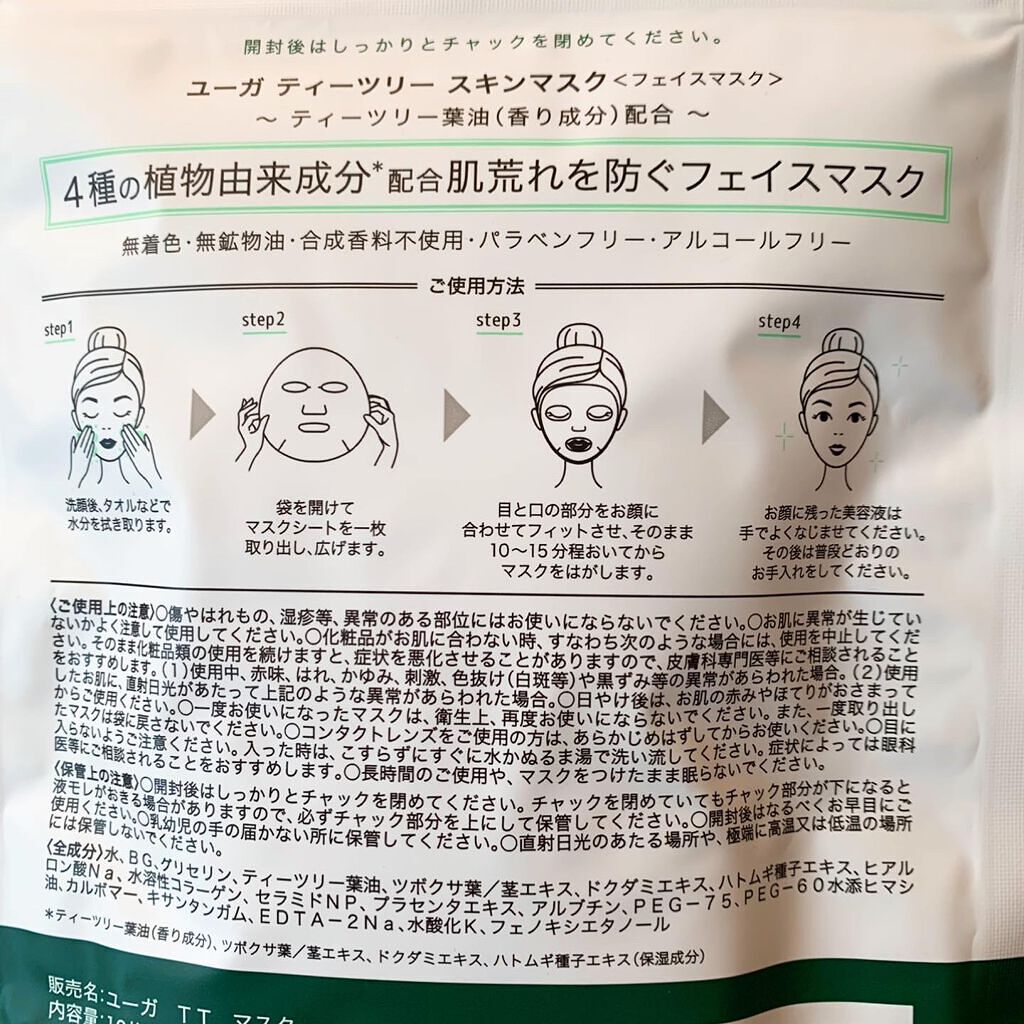 開封後はしっかりとチャックを閉めてください。
ユーガ ティーツリー スキンマスク<フェイスマスク>
～ ティーツリー葉油(香り成分)配合 ～
4種の植物由来成分*配合肌荒れを防ぐフェイスマスク
無着色・無鉱物油・合成香料不使用・パラベンフリー・アルコールフリー
ご使用方法
step1
洗顔後、タオルなどで
水分を拭き取ります。
step2
袋を開けて
マスクシートを一枚
取り出し、広げます。
step3
目と口の部分をお顔に
合わせてフィットさせ、そのまま
10～15分程おいてから
マスクをはがします。
step4
お顔に残った美容液は
手でよくなじませてください。
その後は普段どおりの
お手入れをしてください。
〈ご使用上の注意〉○傷やはれもの、湿疹等、異常のある部位にはお使いにならないでください。○お肌に異常が生じてい
ないかよく注意して使用してください。○化粧品がお肌に合わない時、すなわち次のような場合には、使用を中止してくだ
さい。そのまま化粧品類の使用を続けますと、症状を悪化させることがありますので、皮膚科専門医等にご相談されること
をおすすめします。(1)使用中、赤味、はれ、かゆみ、刺激、色抜け(白斑等)や黒ずみ等の異常があらわれた場合。(2)使用
したお肌に、直射日光があたって上記のような異常があらわれた場合。○日やけ後は、お肌の赤みやほてりがおさまって
からご使用ください。○一度お使いになったマスクは、衛生上、再度お使いにならないでください。また、一度取り出し
たマスクは袋に戻さないでください。○コンタクトレンズをご使用の方は、あらかじめはずしてからお使いください。○目に
入らないようご注意ください。入った時は、こすらずにすぐに水かぬるま湯で洗い流してください。症状によっては眼科
医等にご相談されることをおすすめします。○長時間のご使用や、マスクをつけたまま眠らないでください。
〈保管上の注意〉○開封後はしっかりとチャックを閉めてください。チャックを閉めていてもチャック部分が下になると
液モレがおきる場合がありますので、必ずチャック部分を上にして保管してください。○開封後はなるべくお早目にご
使用ください。○乳幼児の手の届かない所に保管してください。○直射日光のあたる場所や、極端に高温又は低温の場所
には保管しないでください。
〈全成分〉水、BG、グリセリン、ティーツリー葉油、ツボクサ葉/茎エキス、ドクダミエキス、ハトムギ種子エキス、ヒアル
ロン酸Na、水溶性コラーゲン、セラミドNP、プラセンタエキス、アルブチン、PEG-75、PEG-60水添ヒマシ
油、カルボマー、キサンタンガム、EDTA-2Na、水酸化K、フェノキシエタノール
*ティーツリー葉油(香り成分)、ツボクサ葉/茎エキス、ドクダミエキス、ハトムギ種子エキス(保湿成分)
販売名:ユーガ TT マスク
内容量: